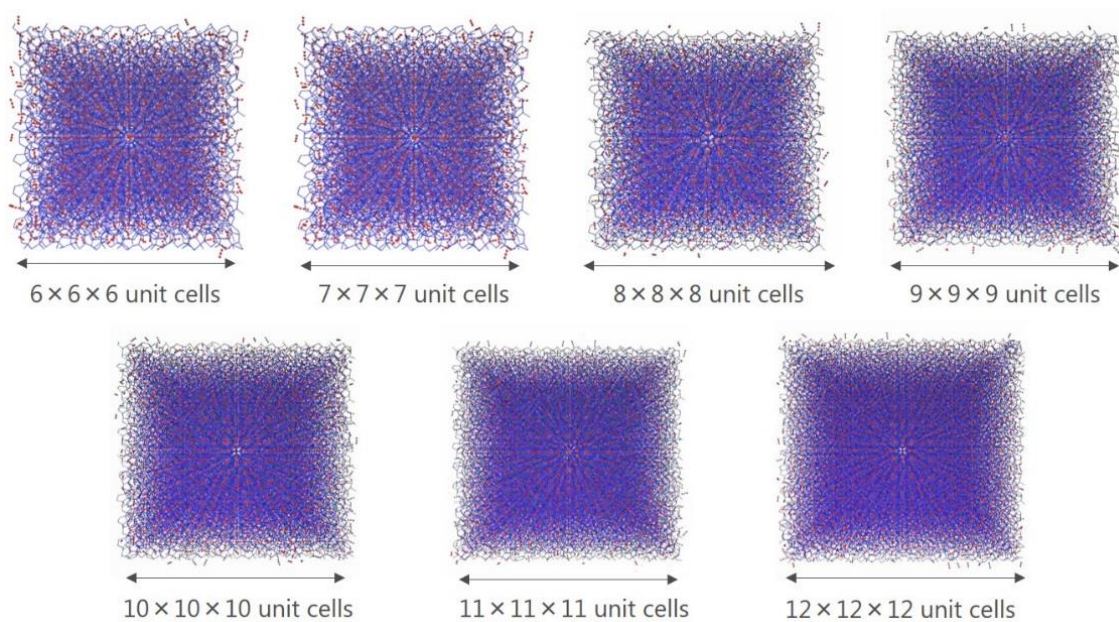 6×6×6 unit cells
7×7×7 unit cells
8×8×8 unit cells
9×9×9 unit cells
10×10×10 unit cells
11×11×11 unit cells
12×12×12 unit cells